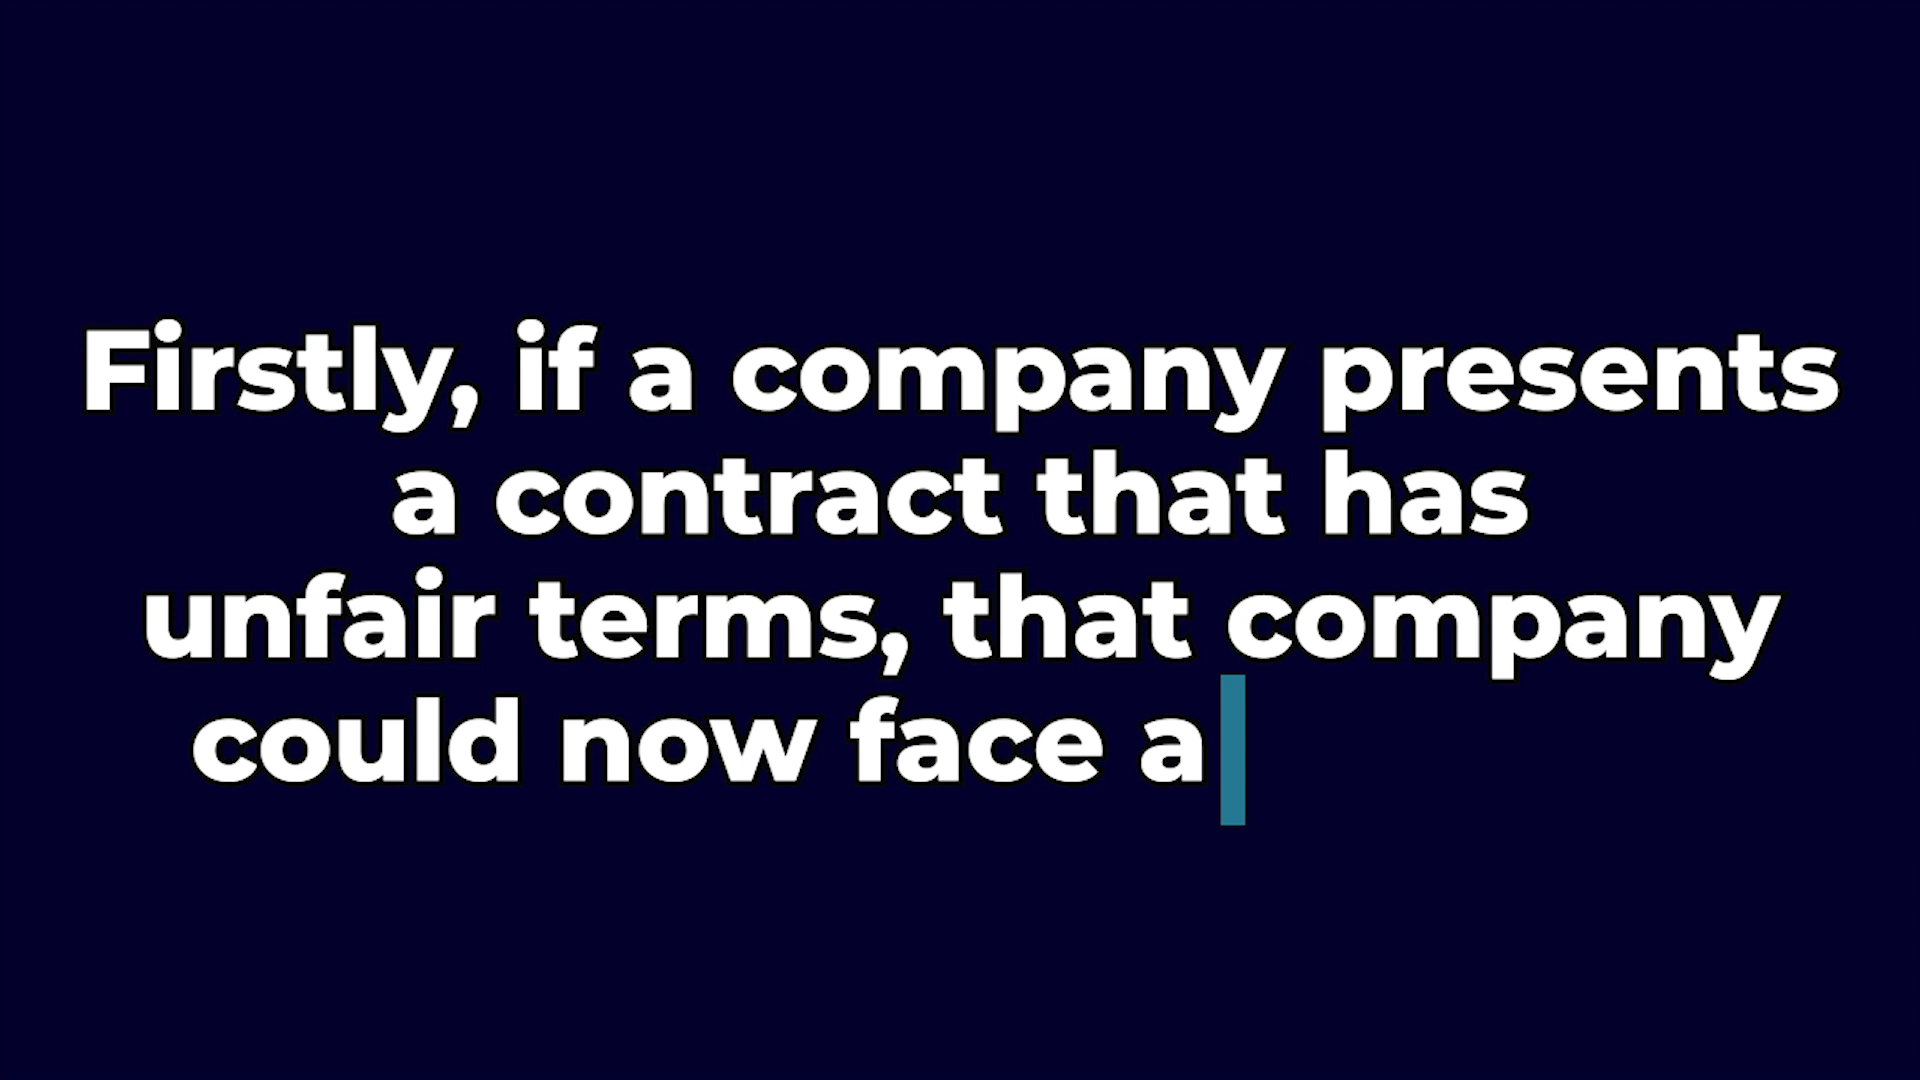 Firstly, if a company presents
a contract that has
unfair terms, that company
could now face a